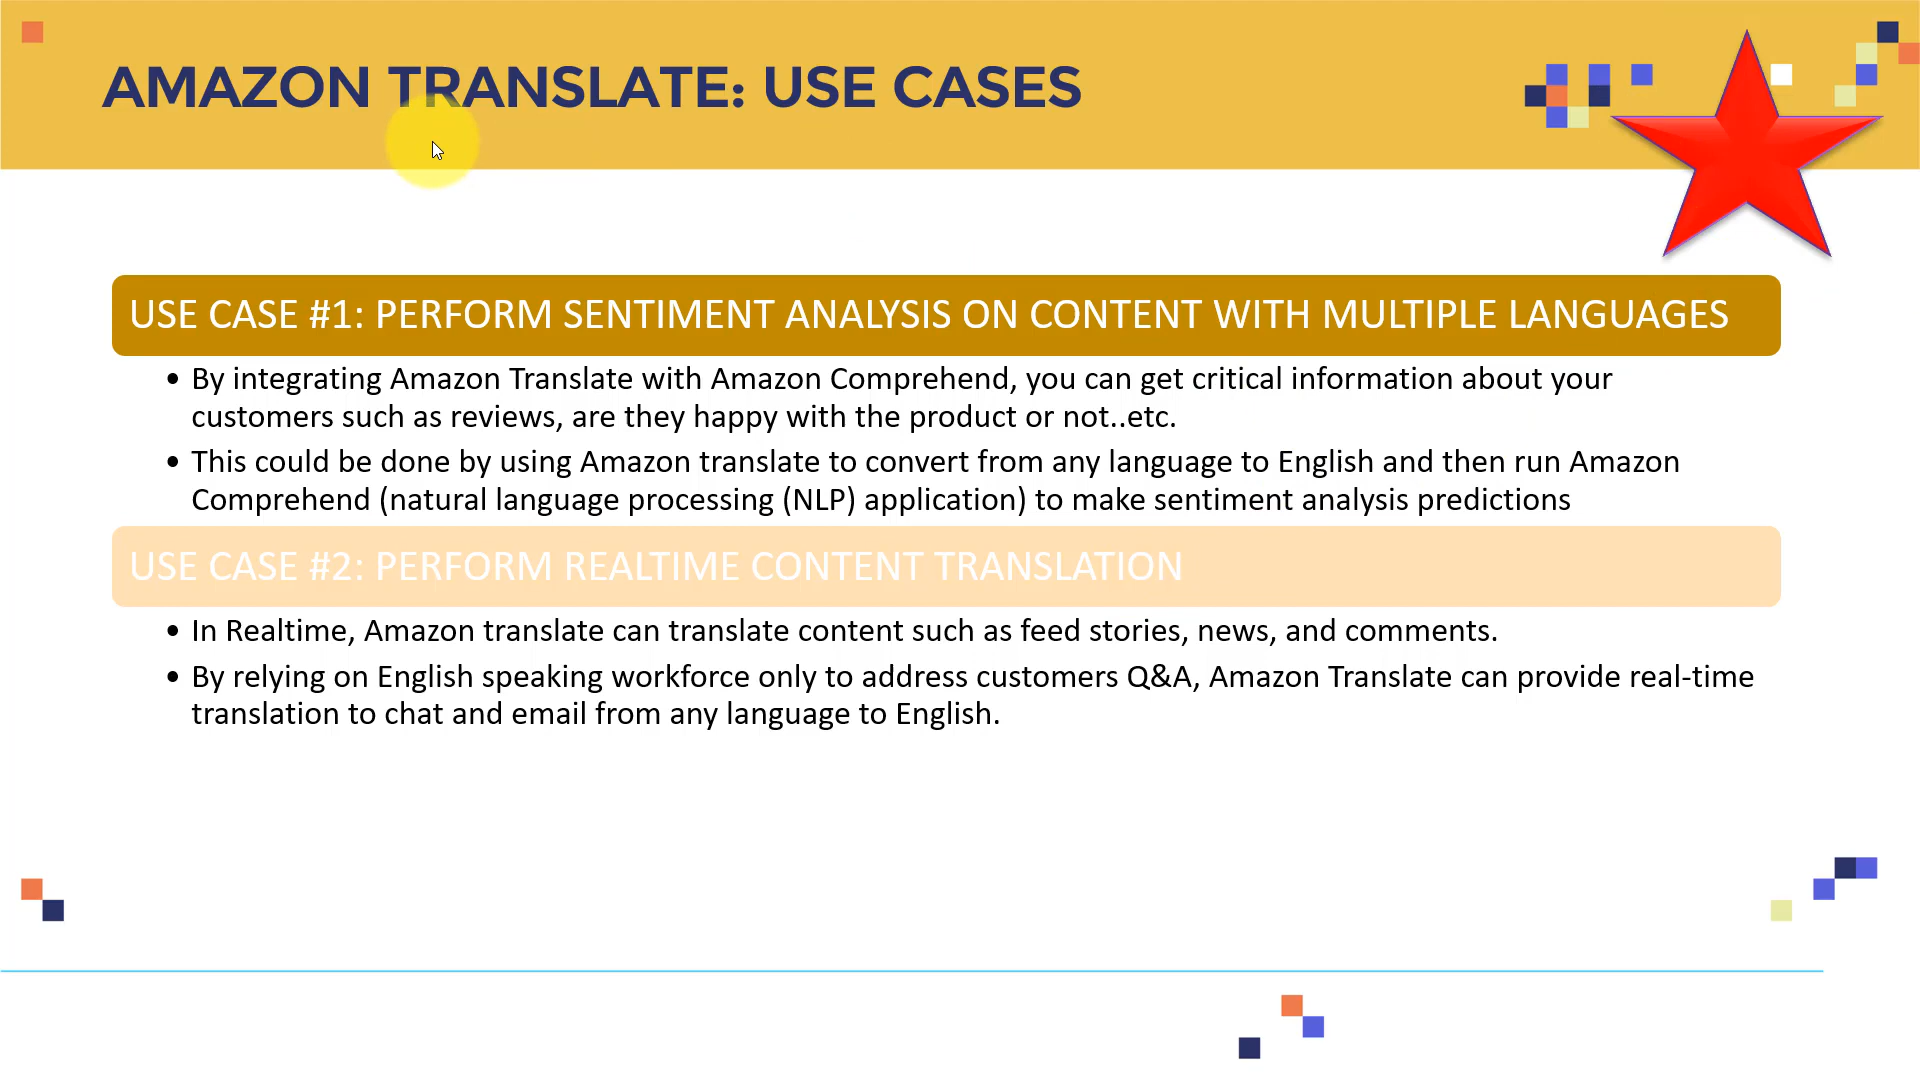 AMAZON TRANSLATE: USE CASES
USE CASE #1: PERFORM SENTIMENT ANALYSIS ON CONTENT WITH MULTIPLE LANGUAGES
• By integrating Amazon Translate with Amazon Comprehend, you can get critical information about your
customers such as reviews, are they happy with the product or not..etc.
• This could be done by using Amazon translate to convert from any language to English and then run Amazon
Comprehend (natural language processing (NLP) application) to make sentiment analysis predictions
USE CASE #2: PERFORM REALTIME CONTENT TRANSLATION
• In Realtime, Amazon translate can translate content such as feed stories, news, and comments.
• By relying on English speaking workforce only to address customers Q&A, Amazon Translate can provide real-time
translation to chat and email from any language to English.